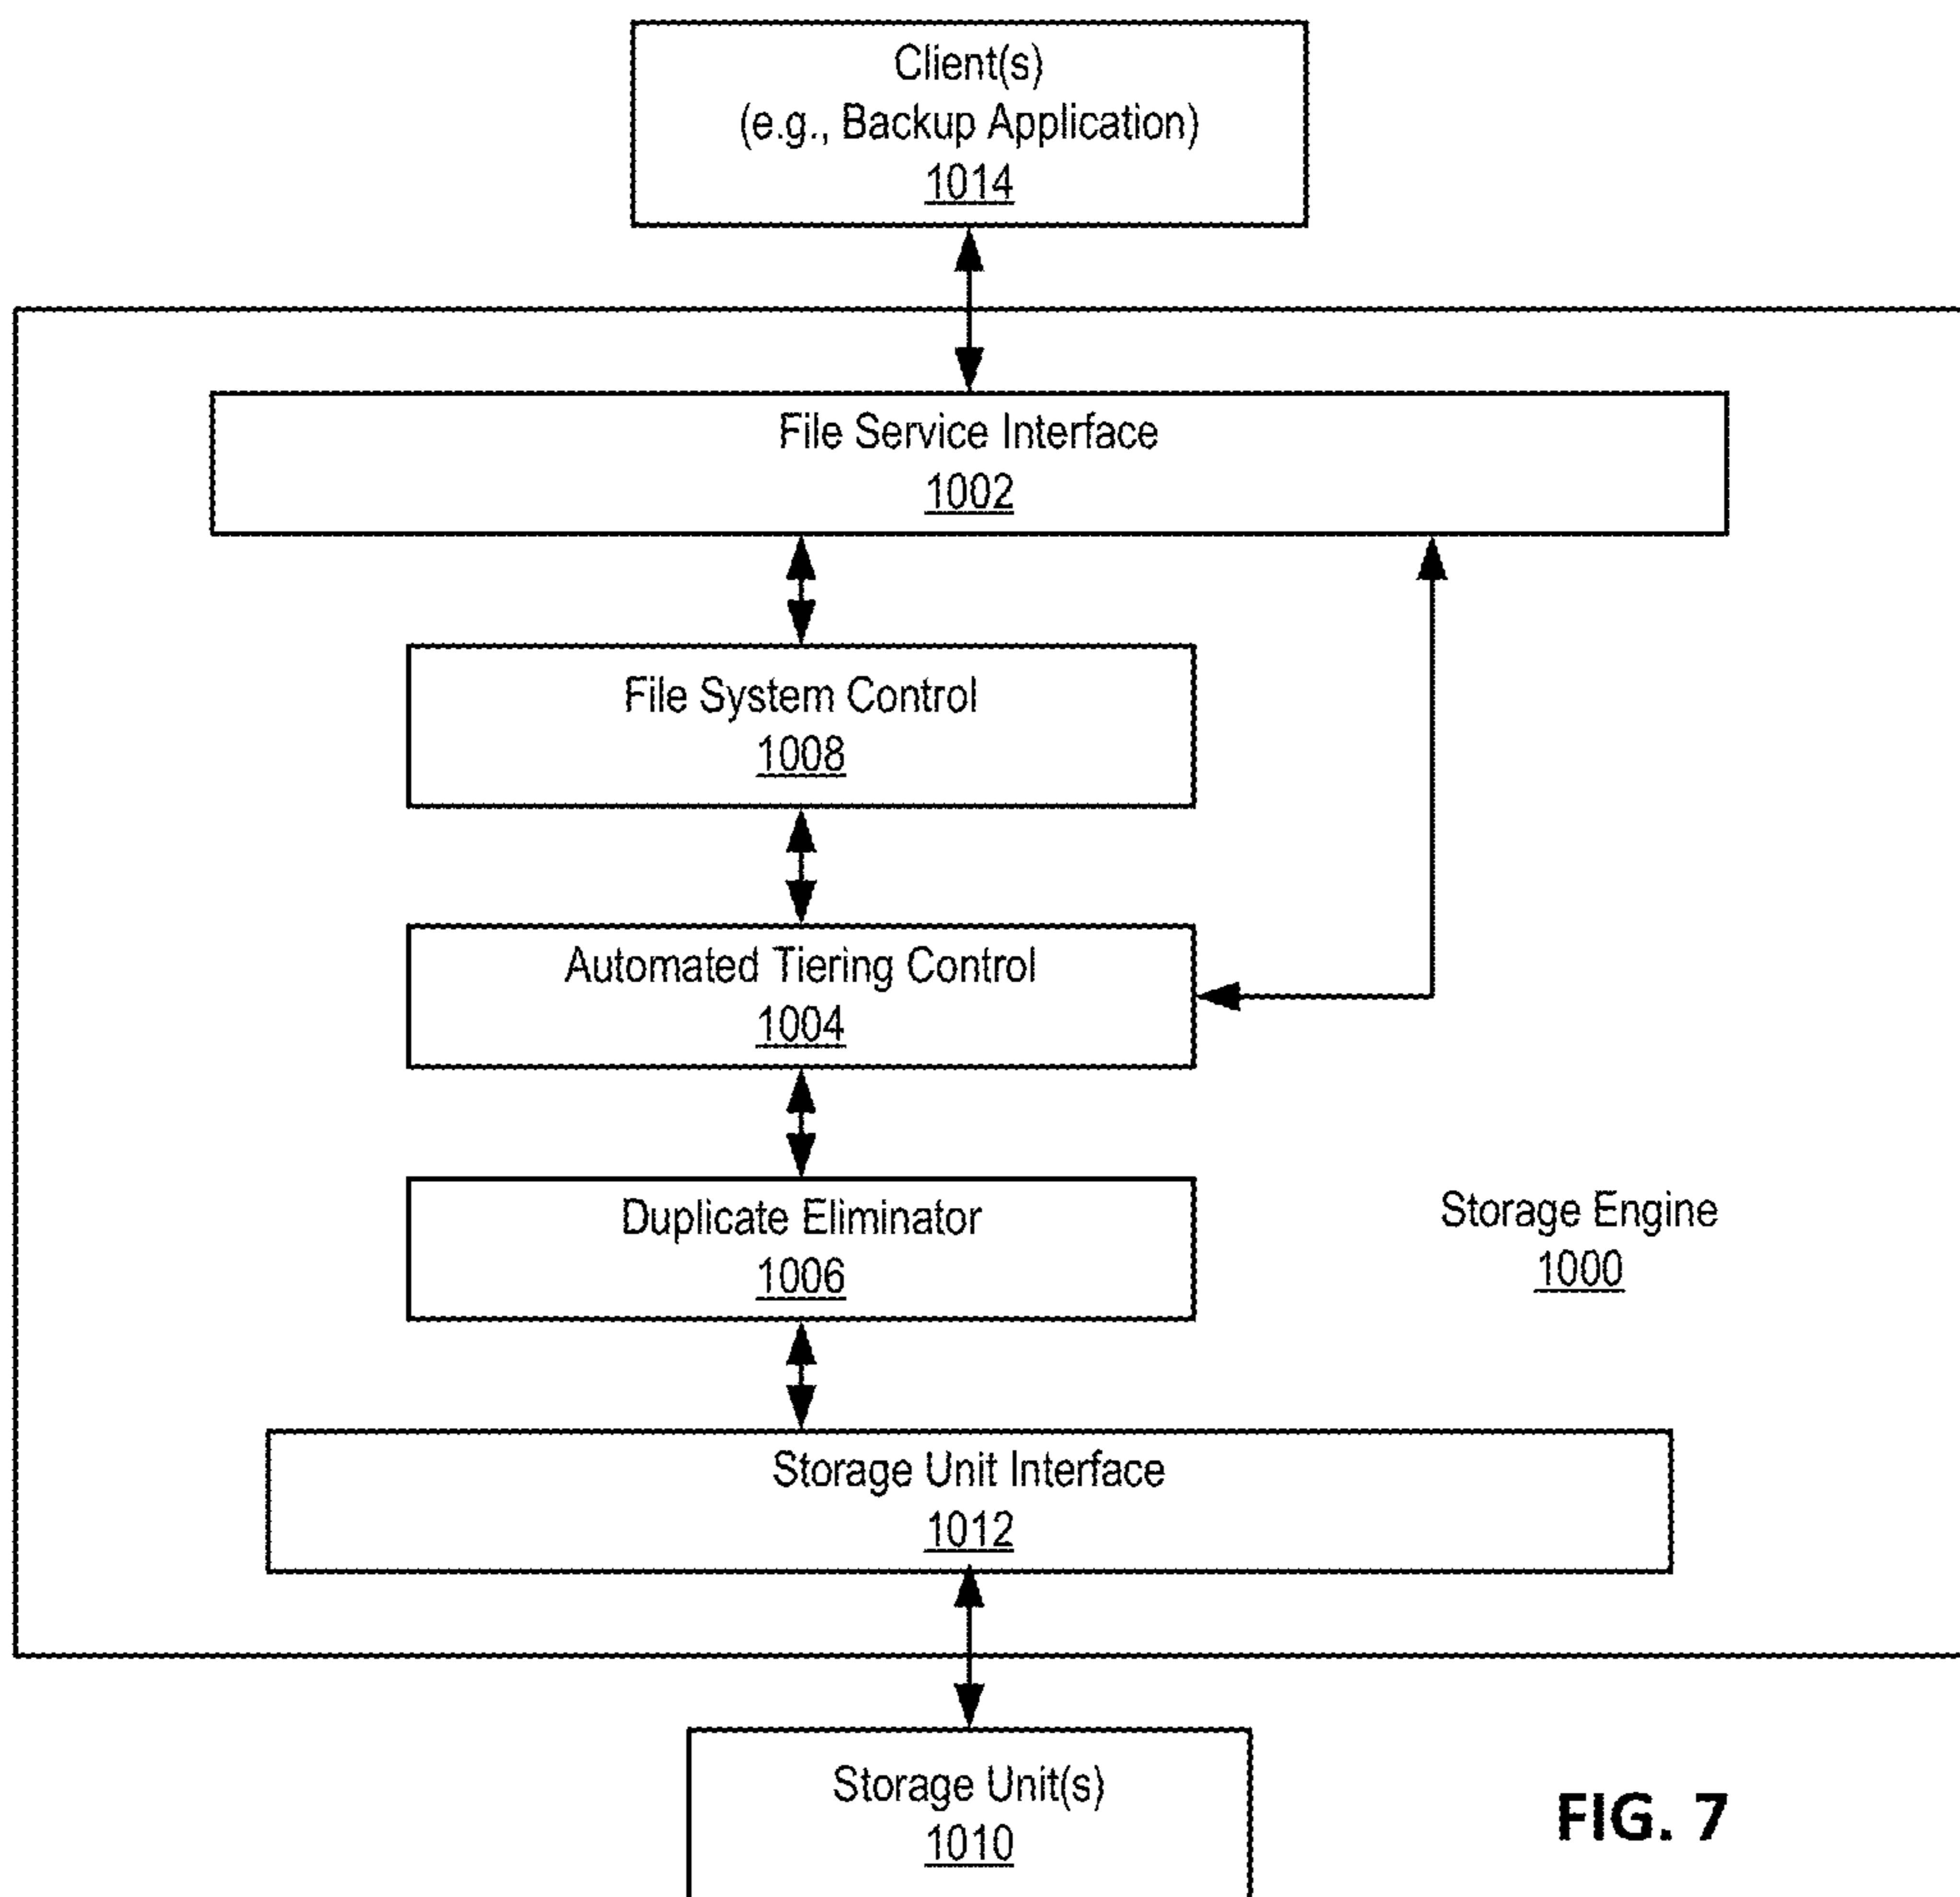 Client(s)
(e.g., Backup Application)
1014
File Service Interface
1002
File System Control
1008
Automated Tiering Control
1004
Duplicate Eliminator
1006
Storage Engine
1000
Storage Unit Interface
1012
Storage Unit(s)
1010
FIG. 7